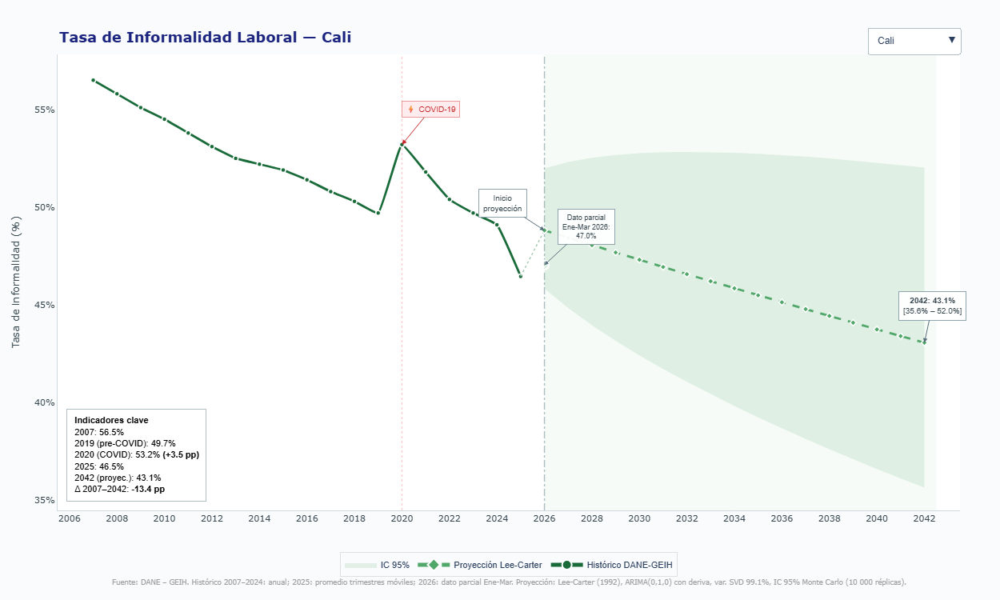 Tasa de Informalidad Laboral — Cali
Cali ▼
Tasa de Informalidad (%)
55%
50%
45%
40%
35%
COVID-19
Inicio
proyección
Dato parcial
Ene-Mar 2026:
47.0%
2042: 43.1%
[35.6% – 52.0%]
Indicadores clave
2007: 56.5%
2019 (pre-COVID): 49.7%
2020 (COVID): 53.2% (+3.5 pp)
2025: 46.5%
2042 (proyec.): 43.1%
Δ 2007–2042: -13.4 pp
2006 2008 2010 2012 2014 2016 2018 2020 2022 2024 2026 2028 2030 2032 2034 2036 2038 2040 2042
IC 95% Proyección Lee-Carter Histórico DANE-GEIH
Fuente: DANE – GEIH. Histórico 2007–2024: anual; 2025: promedio trimestres móviles; 2026: dato parcial Ene-Mar. Proyección: Lee-Carter (1992), ARIMA(0,1,0) con deriva, var. SVD 99.1%, IC 95% Monte Carlo (10 000 réplicas).